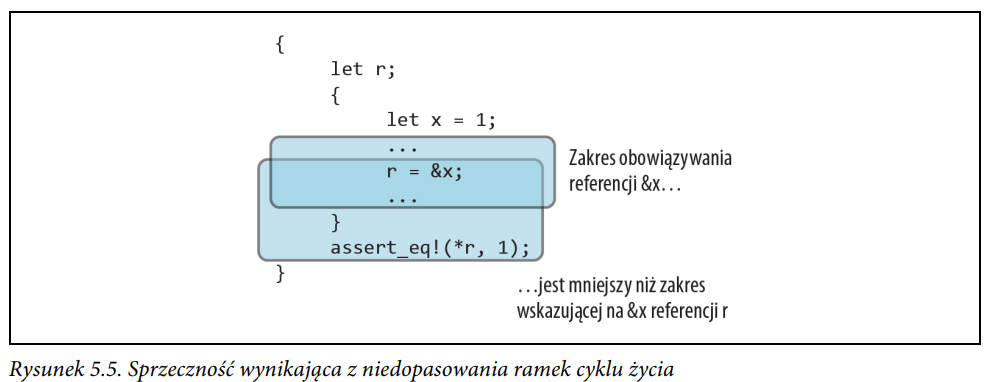 {
let r;
{
let x = 1;
...
r = &x;
...
}
assert_eq!(*r, 1);
}
Zakres obowiązywania
referencji &x…
…jest mniejszy niż zakres
wskazującej na &x referencji r
Rysunek 5.5. Sprzeczność wynikająca z niedopasowania ramek cyklu życia